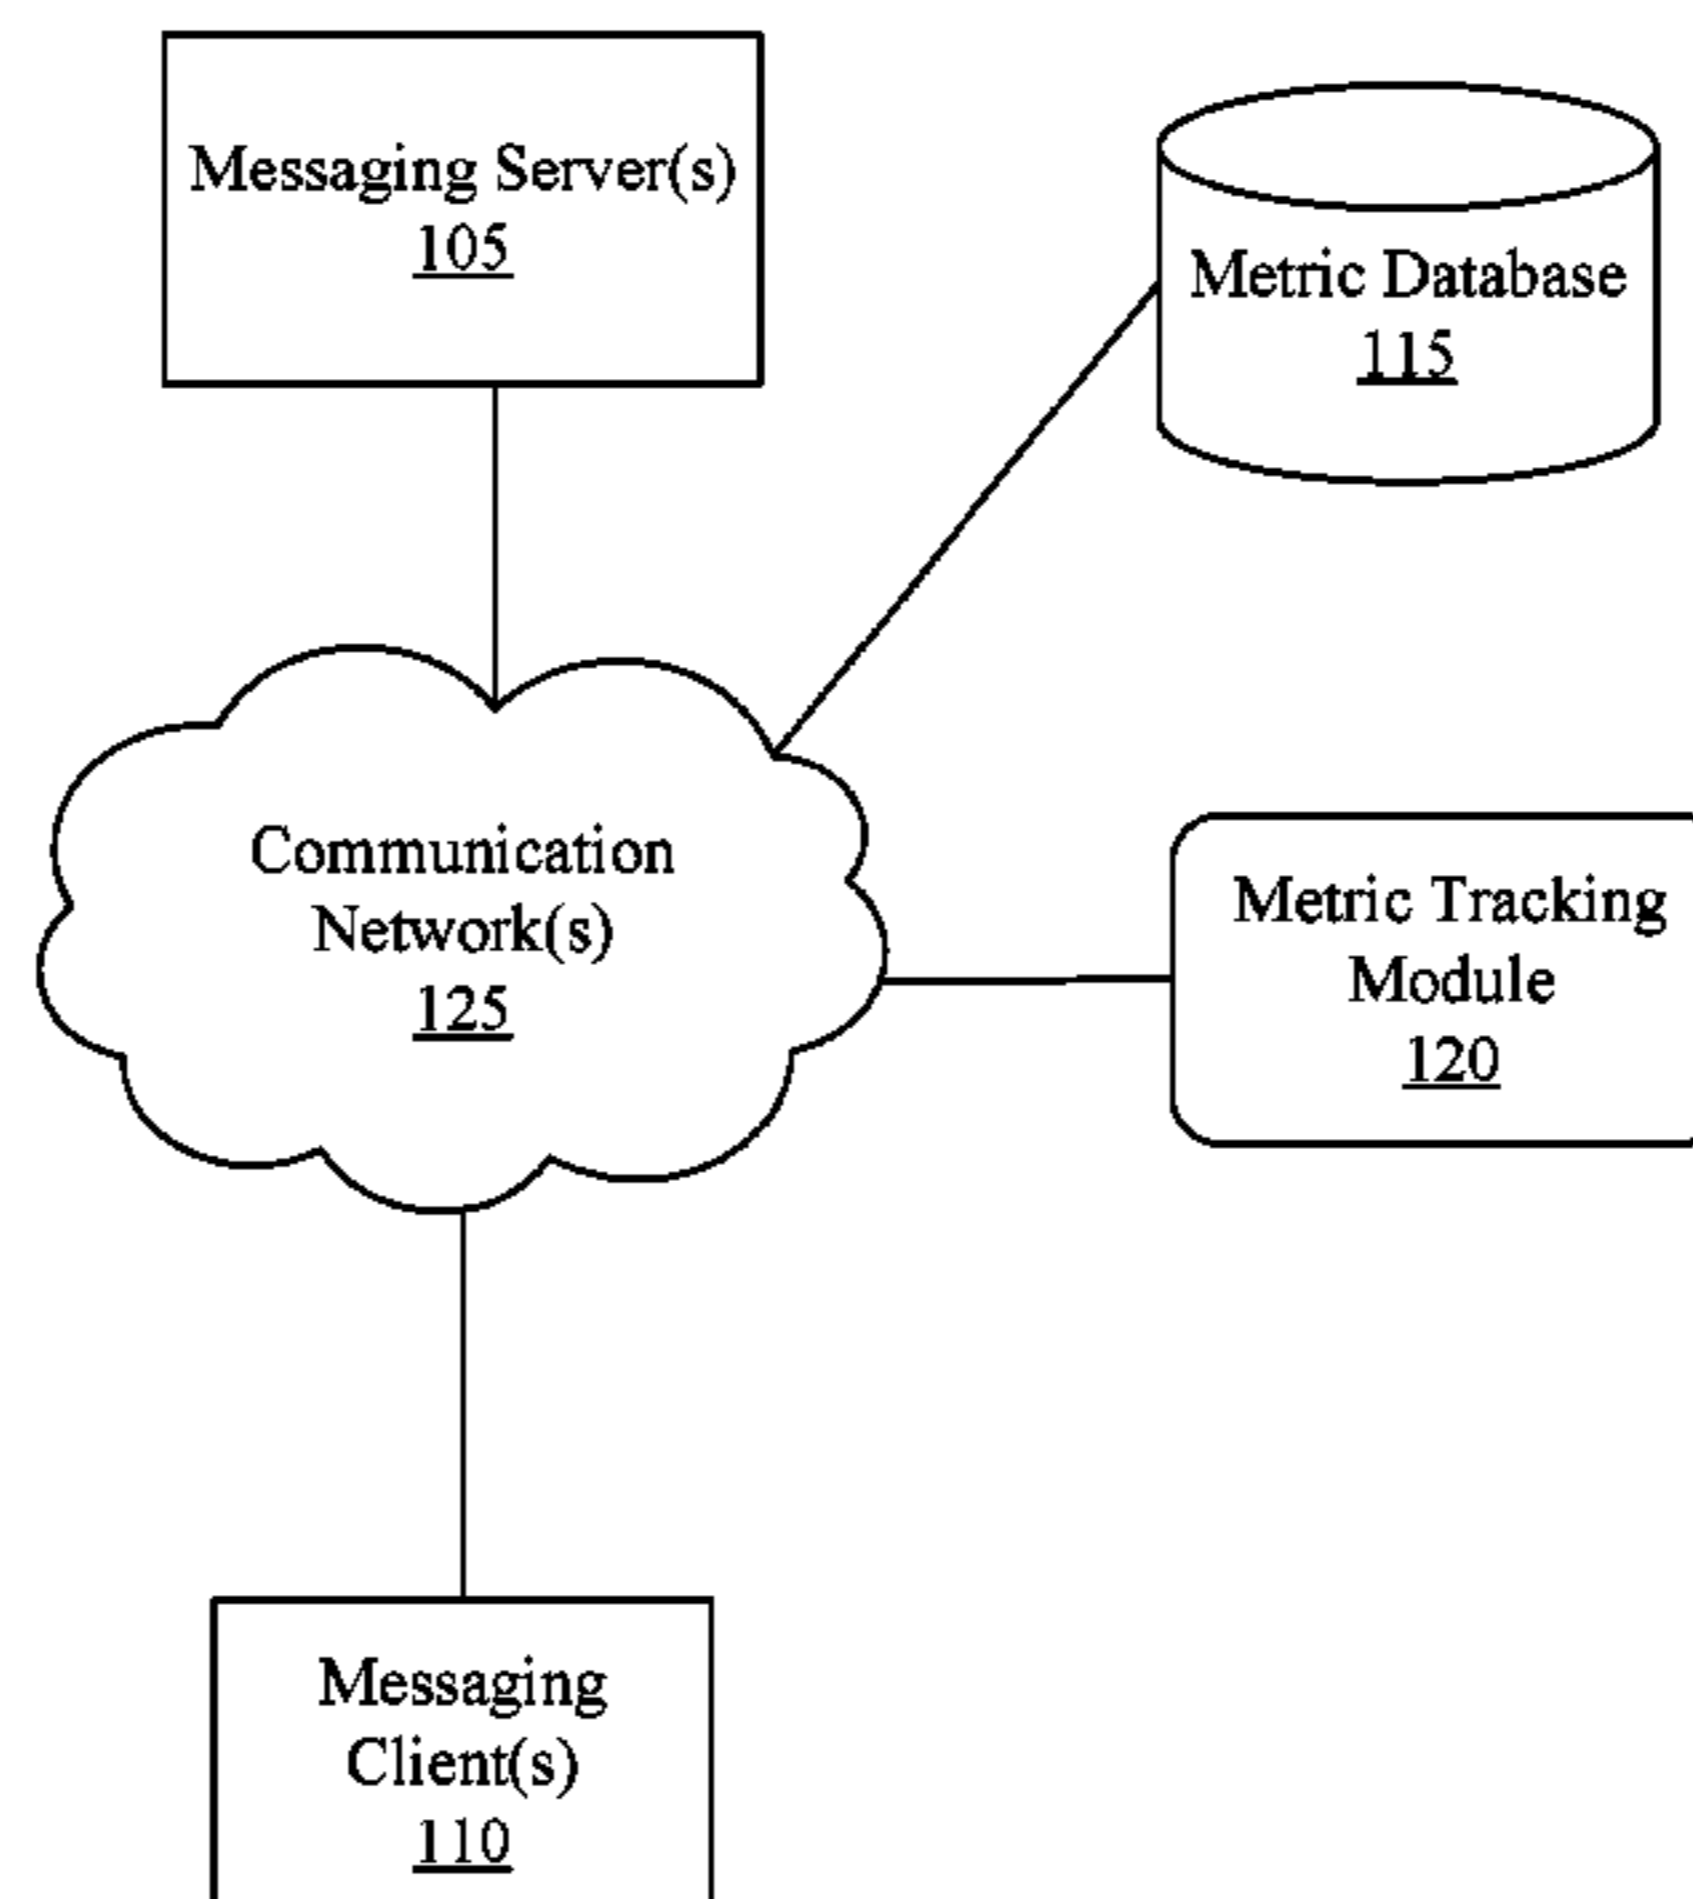 Messaging Server(s)
105
Metric Database
115
Communication
Network(s)
125
Metric Tracking
Module
120
Messaging
Client(s)
110